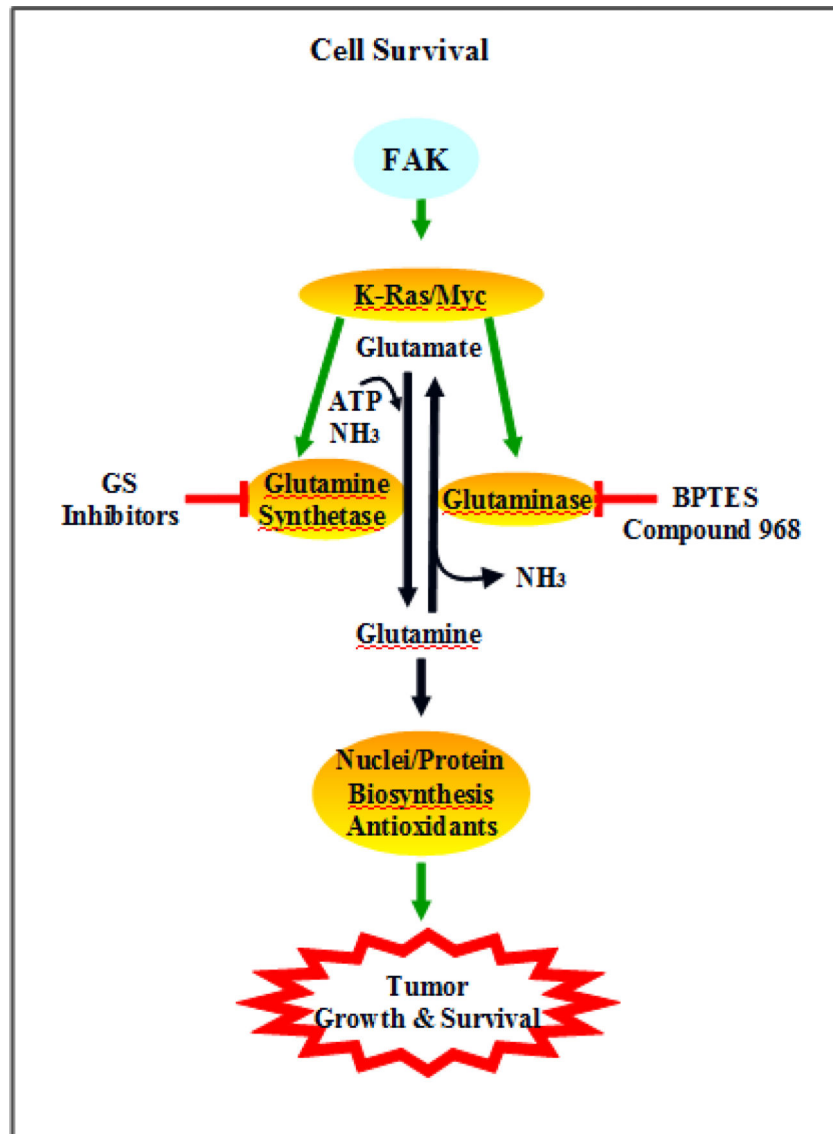 Cell Survival
FAK
K-Ras/Myc
Glutamate
ATP
NH₃
GS
Inhibitors
Glutamine
Synthetase
Glutaminase
BPTES
Compound 968
NH₃
Glutamine
Nuclei/Protein
Biosynthesis
Antioxidants
Tumor
Growth & Survival